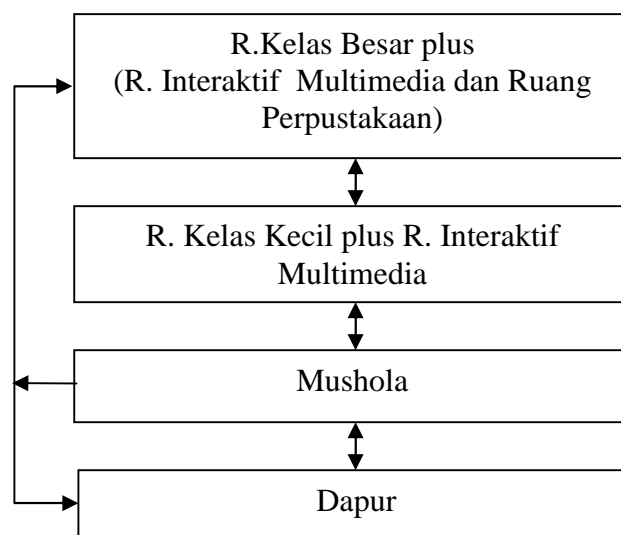 R.Kelas Besar plus
(R. Interaktif Multimedia dan Ruang
Perpustakaan)
R. Kelas Kecil plus R. Interaktif
Multimedia
Mushola
Dapur